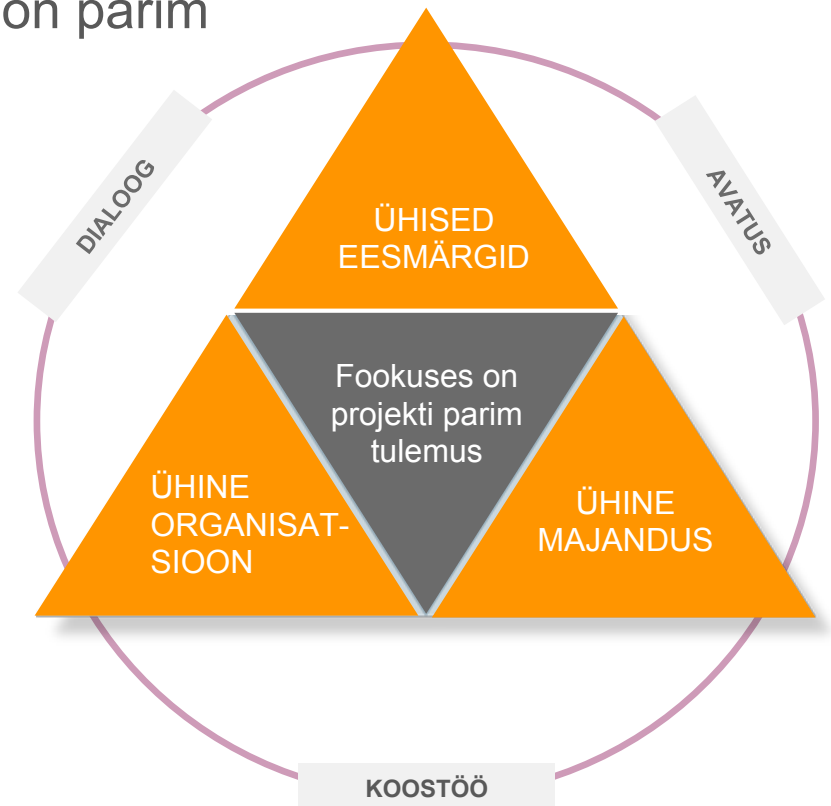 on parim
DIALOOG
AVATUS
ÜHISED
EESMÄRGID
Fookuses on
projekti parim
tulemus
ÜHINE
ORGANISAT-
SIOON
ÜHINE
MAJANDUS
KOOSTÖÖ